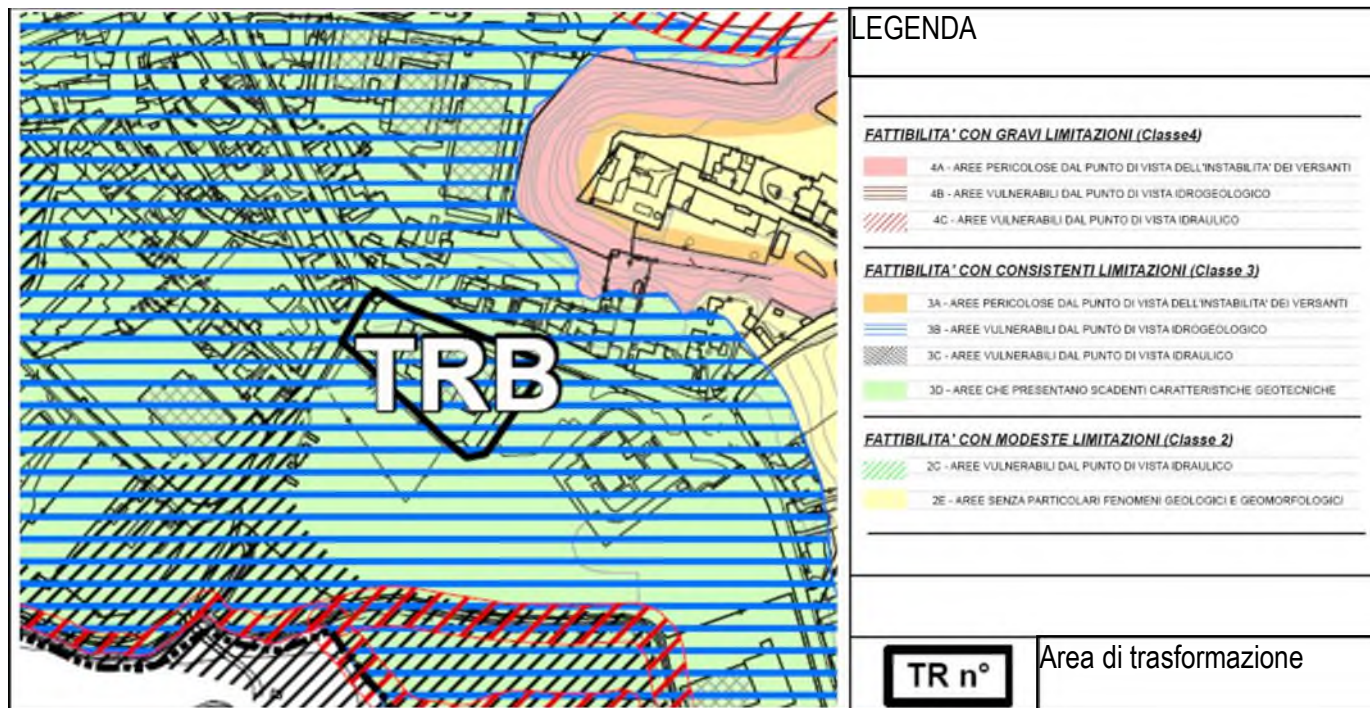 TRB
LEGENDA
FATTIBILITA' CON GRAVI LIMITAZIONI (Classe4)
4A - AREE PERICOLOSE DAL PUNTO DI VISTA DELL'INSTABILITA' DEI VERSANTI
4B - AREE VULNERABILI DAL PUNTO DI VISTA IDROGEOLOGICO
4C - AREE VULNERABILI DAL PUNTO DI VISTA IDRAULICO
FATTIBILITA' CON CONSISTENTI LIMITAZIONI (Classe 3)
3A - AREE PERICOLOSE DAL PUNTO DI VISTA DELL'INSTABILITA' DEI VERSANTI
3B - AREE VULNERABILI DAL PUNTO DI VISTA IDROGEOLOGICO
3C - AREE VULNERABILI DAL PUNTO DI VISTA IDRAULICO
3D - AREE CHE PRESENTANO SCADENTI CARATTERISTICHE GEOTECNICHE
FATTIBILITA' CON MODESTE LIMITAZIONI (Classe 2)
2C - AREE VULNERABILI DAL PUNTO DI VISTA IDRAULICO
2E - AREE SENZA PARTICOLARI FENOMENI GEOLOGICI E GEOMORFOLOGICI
TR n°
Area di trasformazione